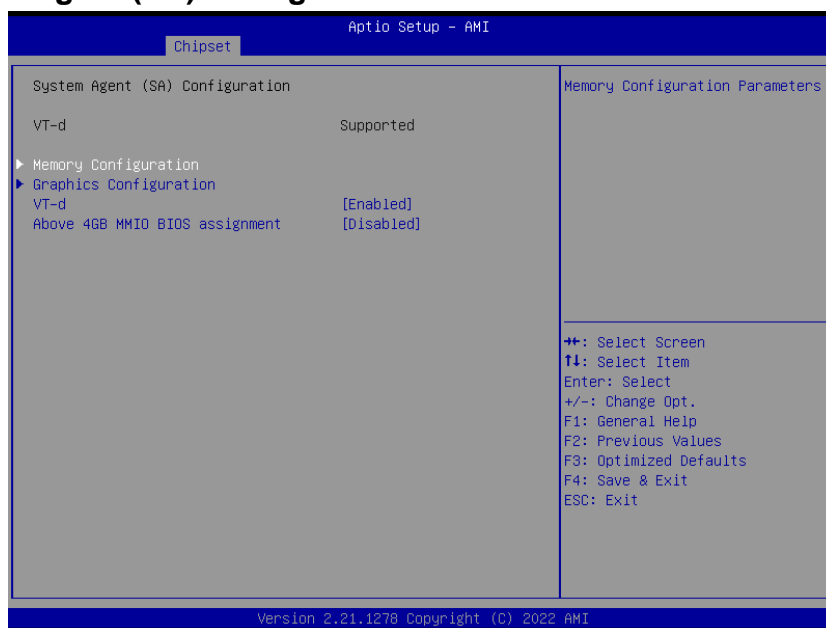 Aptio Setup – AMI
Chipset
System Agent (SA) Configuration
VT-d Supported
Memory Configuration
Graphics Configuration
VT-d [Enabled]
Above 4GB MMIO BIOS assignment [Disabled]
Memory Configuration Parameters
→←: Select Screen
↑↓: Select Item
Enter: Select
+/-: Change Opt.
F1: General Help
F2: Previous Values
F3: Optimized Defaults
F4: Save & Exit
ESC: Exit
Version 2.21.1278 Copyright (C) 2022 AMI